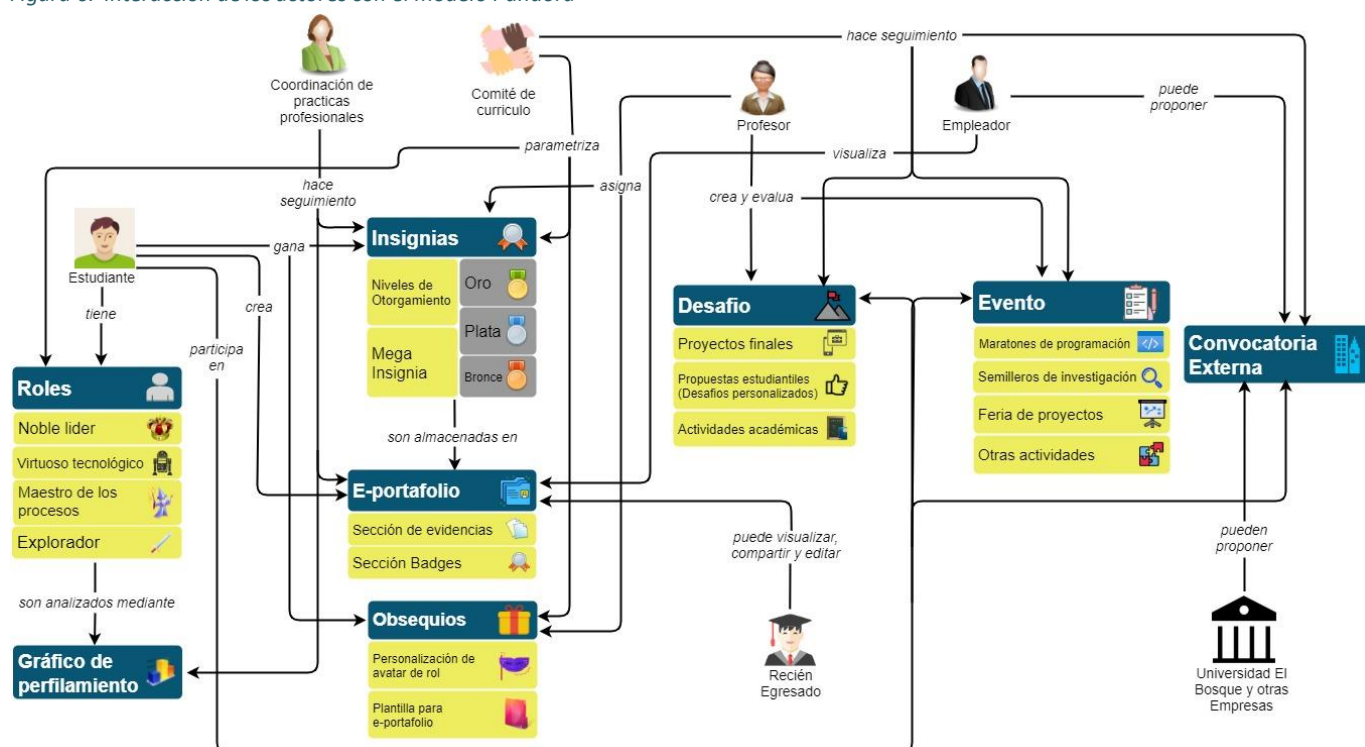 hace seguimiento
Coordinación de
practicas
profesionales
Comité de
curriculo
Profesor
Empleador
puede
proponer
parametriza
visualiza
hace
seguimiento
asigna
crea y evalua
Estudiante
gana
Insignias
Niveles de
Otorgamiento
Oro
Plata
Mega
Insignia
Bronce
tiene
crea
participa
en
Desafio
Proyectos finales
Propuestas estudiantiles
(Desafios personalizados)
Actividades académicas
Evento
Maratones de programación
Semilleros de investigación
Feria de proyectos
Otras actividades
Convocatoria
Externa
Roles
Noble lider
Virtuoso tecnológico
Maestro de los
procesos
Explorador
son almacenadas en
E-portafolio
Sección de evidencias
Sección Badges
puede visualizar,
compartir y editar
pueden
proponer
son analizados mediante
Obsequios
Personalización de
avatar de rol
Plantilla para
e-portafolio
Gráfico de
perfilamiento
Recién
Egresado
Universidad El
Bosque y otras
Empresas